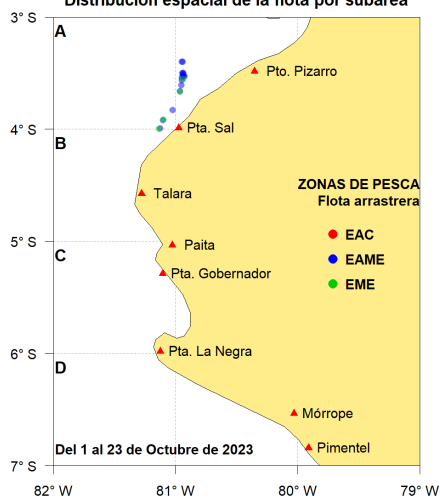 Distribución espacial de la flota por subárea
3° S
A
Pto. Pizarro
Pta. Sal
4° S
B
ZONAS DE PESCA
Flota arrastrera
Talara
EAC
5° S
Paita
C
EAME
Pta. Gobernador
EME
6° S
Pta. La Negra
D
Mórrope
Del 1 al 23 de Octubre de 2023
Pimentel
7° S
82° W
81° W
80° W
79° W